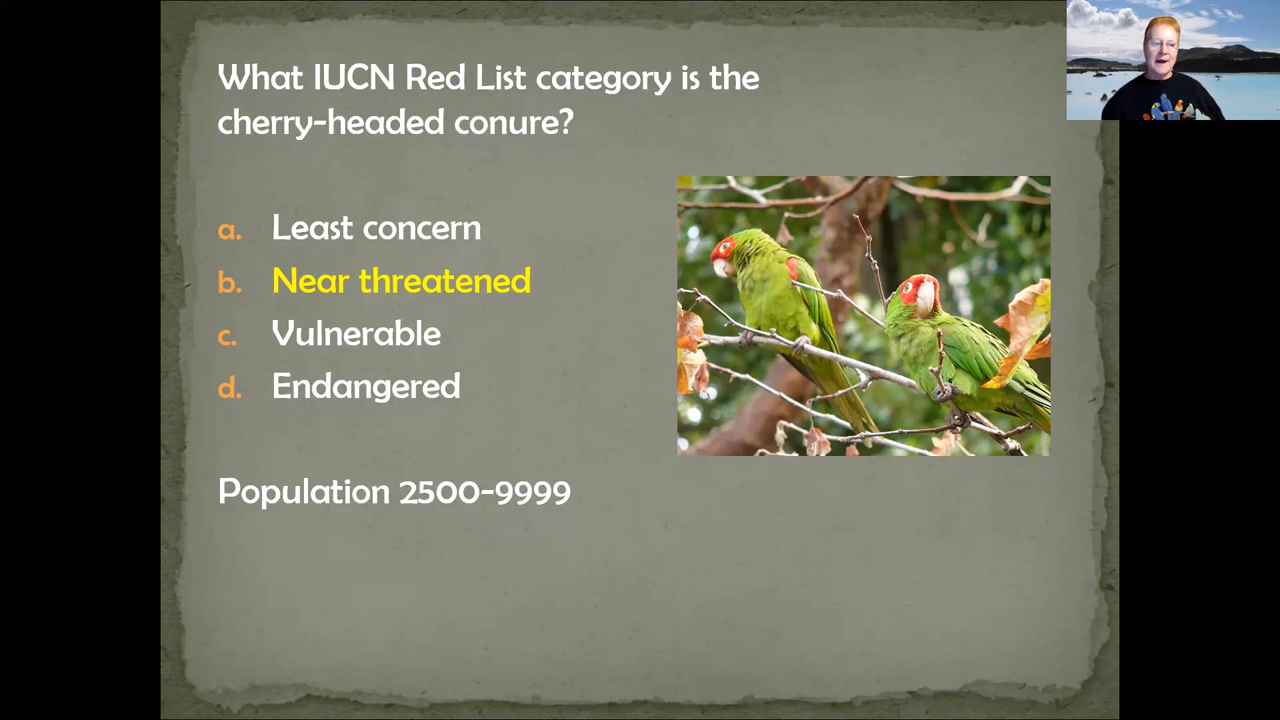 What IUCN Red List category is the
cherry-headed conure?
a. Least concern
b. Near threatened
c. Vulnerable
d. Endangered
Population 2500-9999